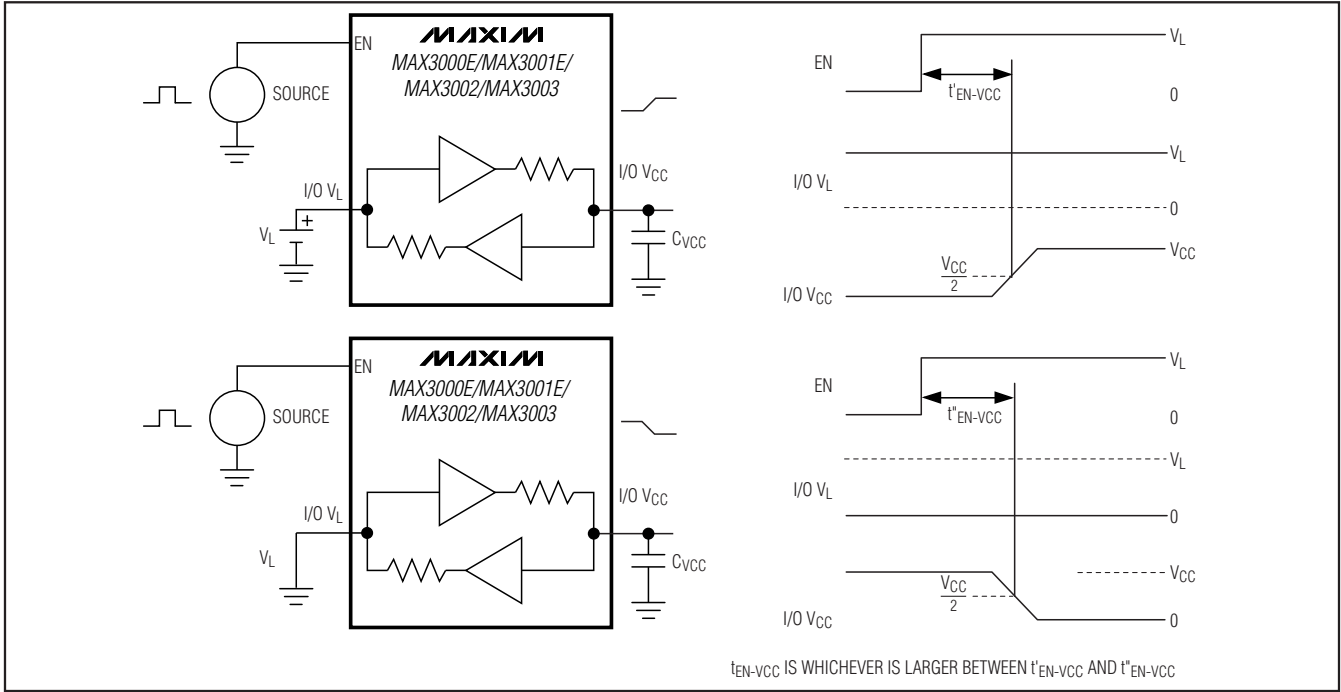 MAXIM
MAX3000E/MAX3001E/
MAX3002/MAX3003
EN
SOURCE
I/O VL
+
VL
I/O VCC
CVCC
EN
VL
t'EN-VCC
0
VL
I/O VL
0
VCC
VCC
2
I/O VCC
MAXIM
MAX3000E/MAX3001E/
MAX3002/MAX3003
EN
SOURCE
I/O VL
VL
I/O VCC
CVCC
EN
VL
t"EN-VCC
0
VL
I/O VL
0
VCC
VCC
2
I/O VCC
0
tEN-VCC IS WHICHEVER IS LARGER BETWEEN t'EN-VCC AND t"EN-VCC